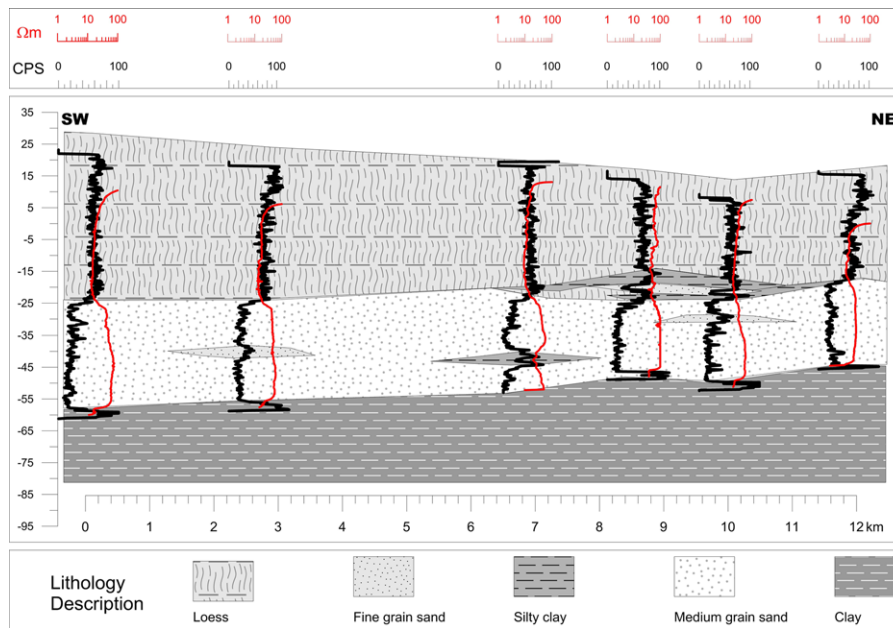 1 10 100 1 10 100 1 10 100 1 10 100 1 10 100 1 10 100
Ωm
CPS
0 100 0 100 0 100 0 100 0 100 0 100
35
SW NE
25
15
5
-5
-15
-25
-35
-45
-55
-65
-75
-85
-95
0 1 2 3 4 5 6 7 8 9 10 11 12 km
Lithology
Description
Loess Fine grain sand Silty clay Medium grain sand Clay